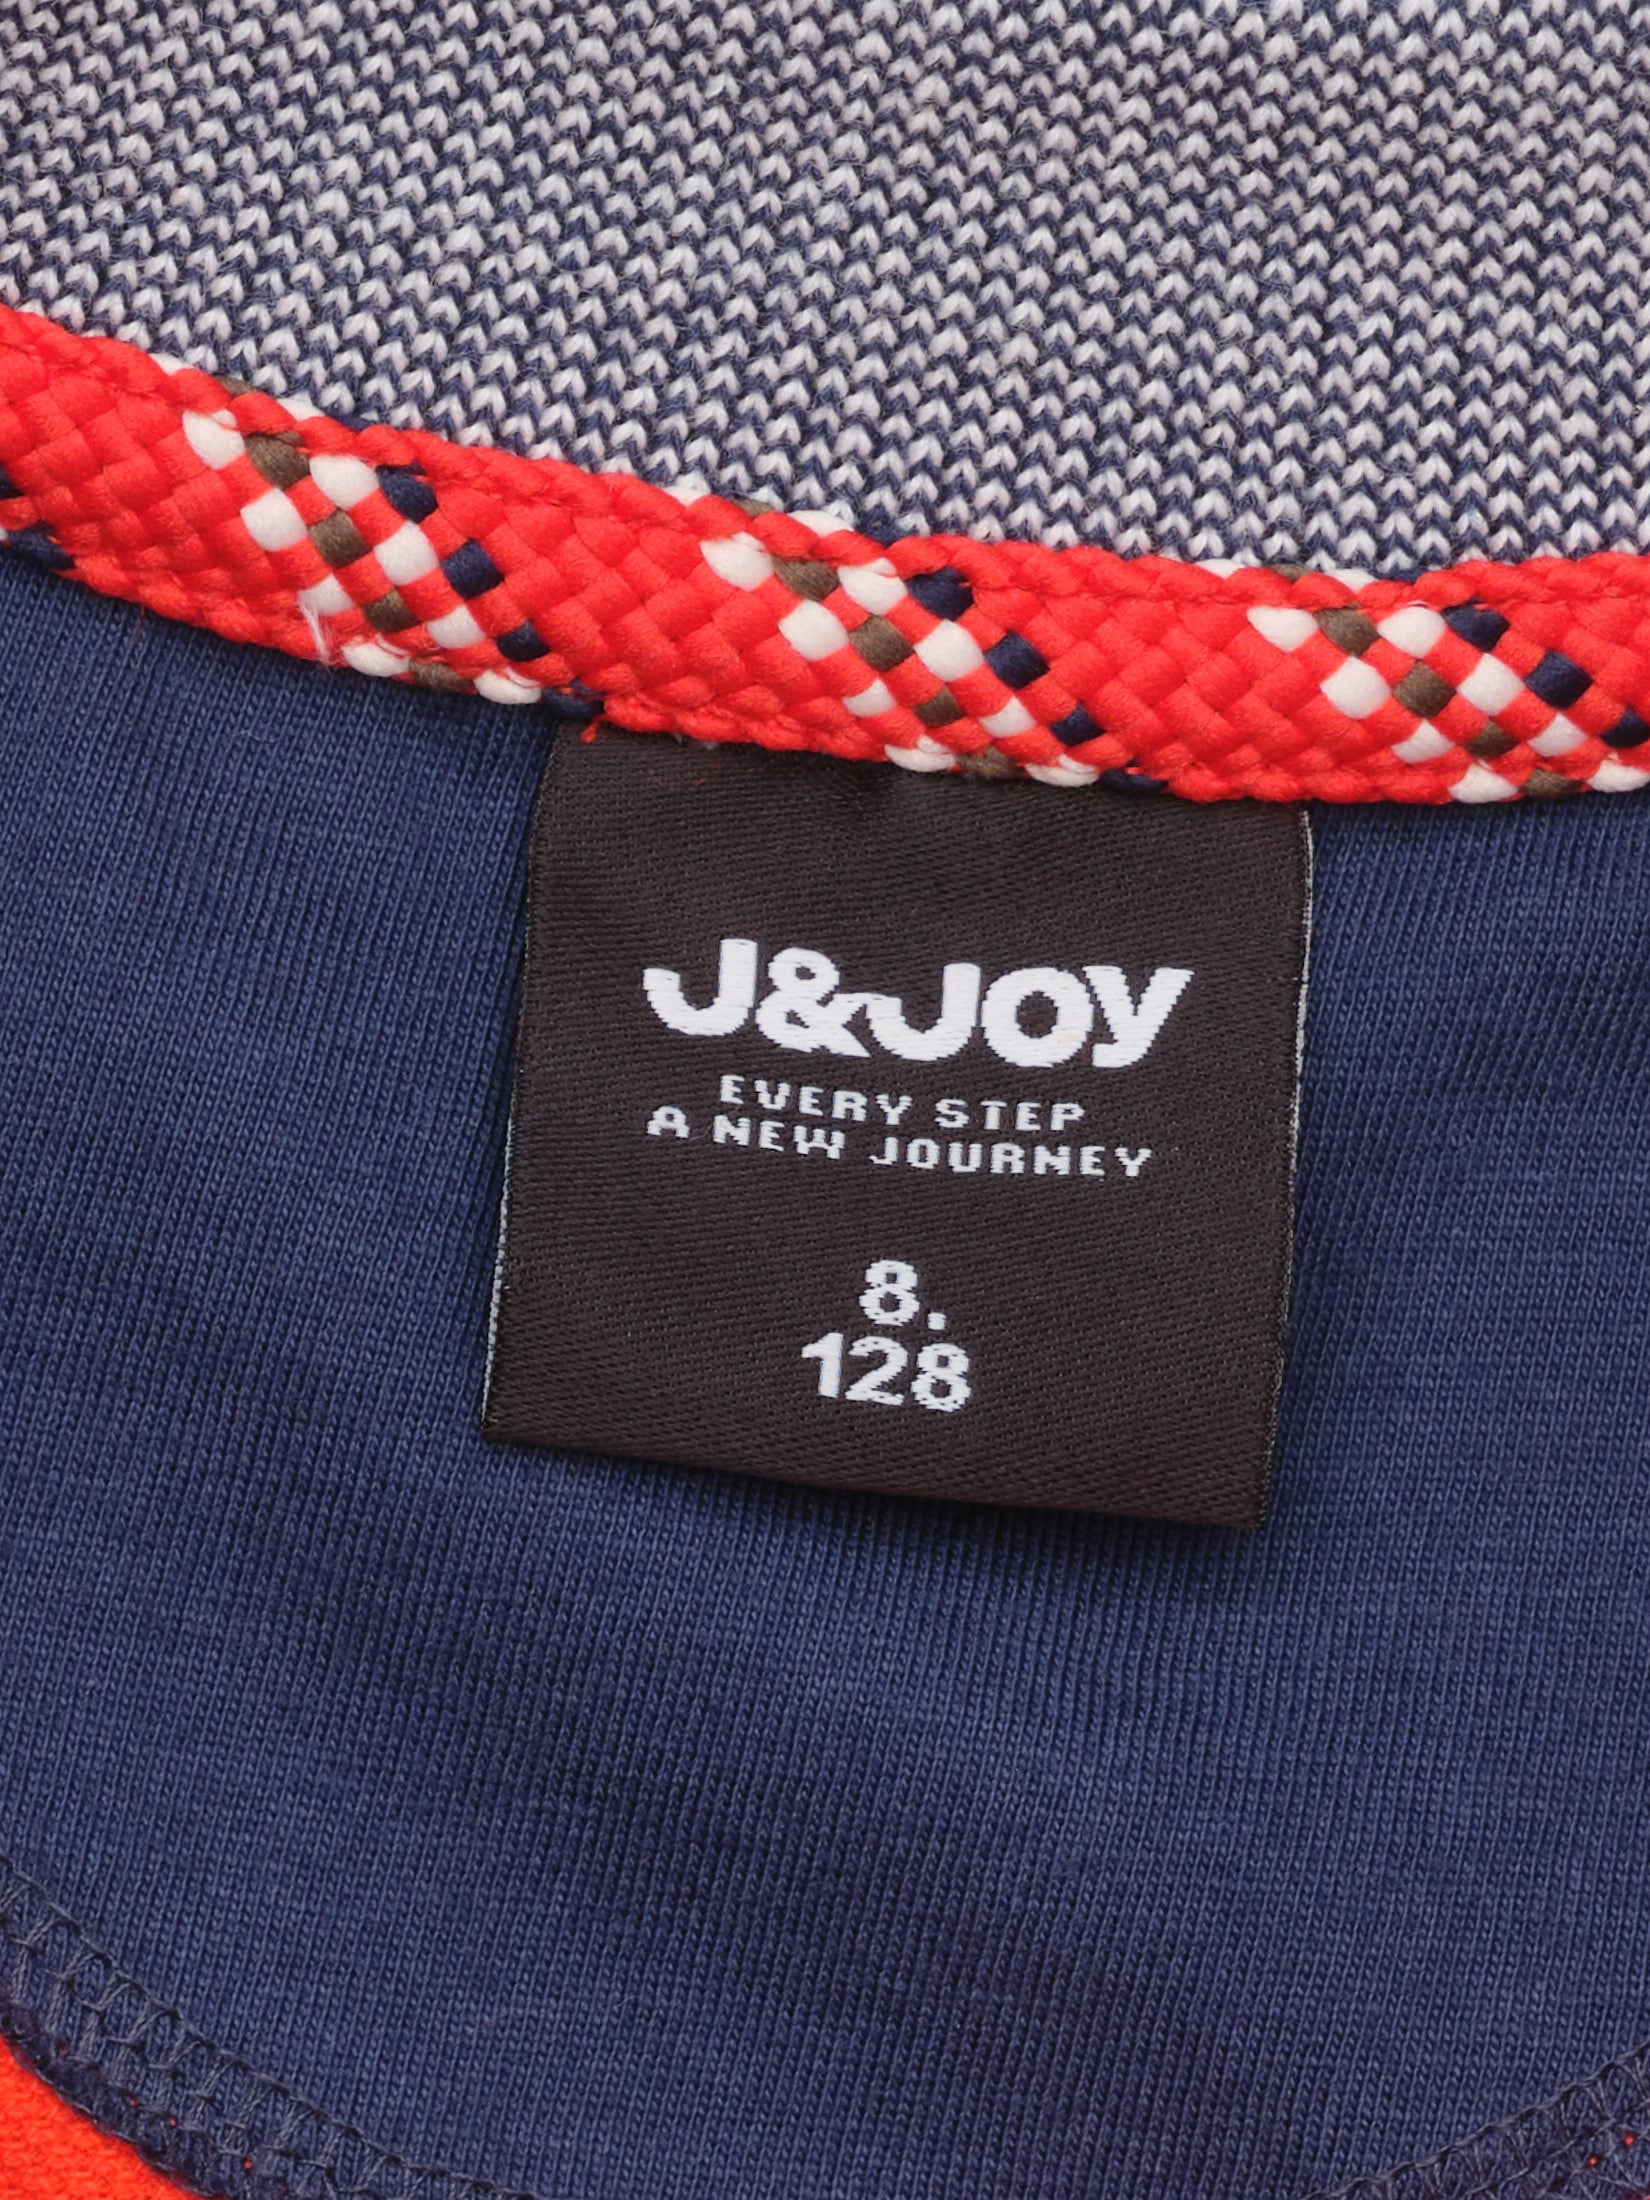 J&JOY
EVERY STEP
A NEW JOURNEY
8.
128